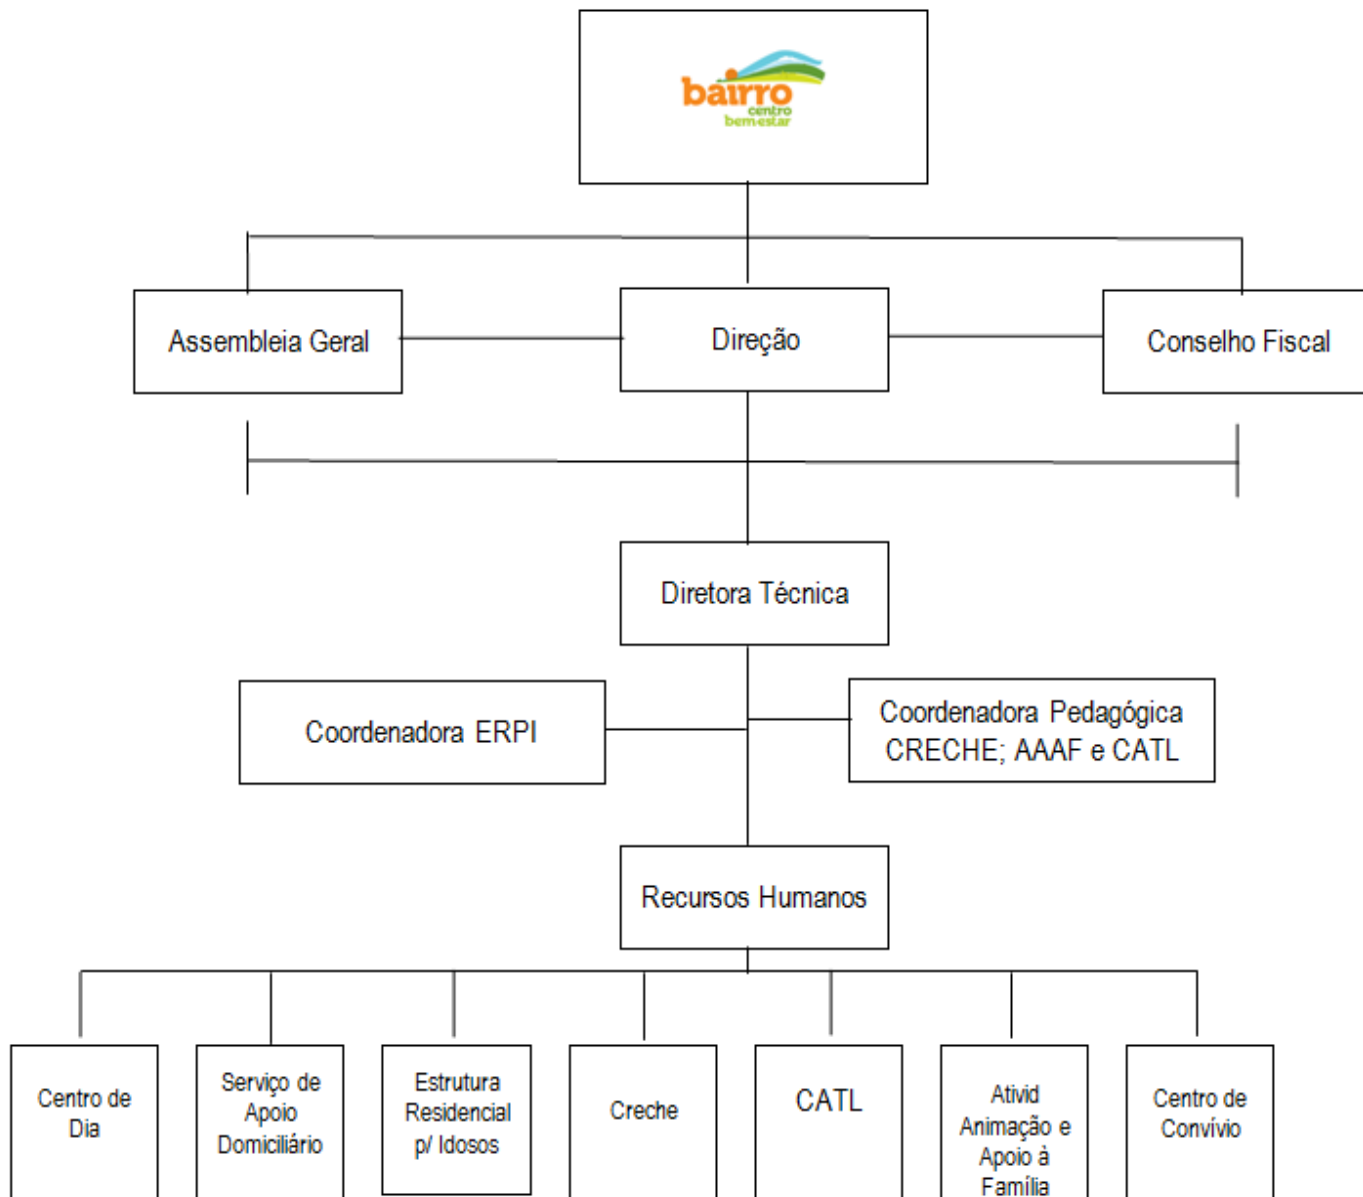 bairro
centro
bem-estar
Assembleia Geral
Direção
Conselho Fiscal
Diretora Técnica
Coordenadora ERPI
Coordenadora Pedagógica
CRECHE; AAAF e CATL
Recursos Humanos
Centro de
Dia
Serviço de
Apoio
Domiciliário
Estrutura
Residencial
p/ Idosos
Creche
CATL
Ativid
Animação e
Apoio à
Família
Centro de
Convívio